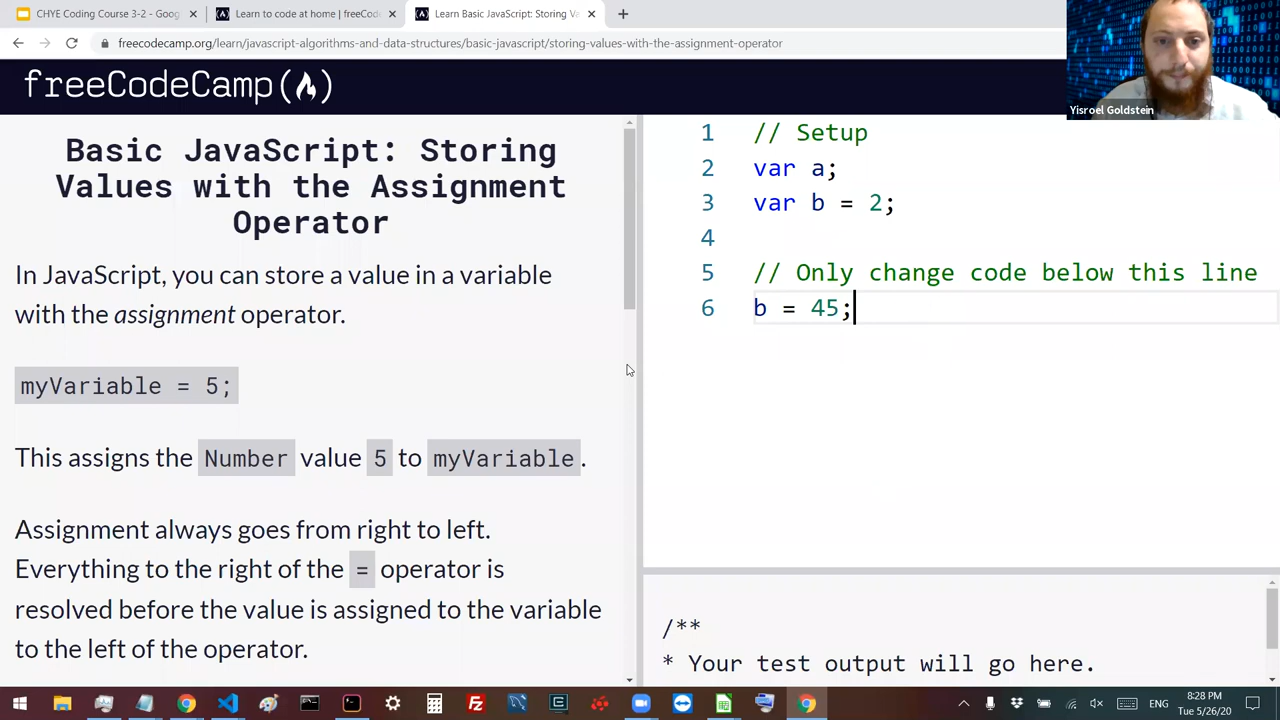 CHYE Coding Course 3-2 - Goog
Learn to code at home | freeCode
Learn Basic JavaScript: Storing Va
freecodecamp.org/learn/javascript-algorithms-and-data-structures/basic-javascript/storing-values-with-the-assignment-operator
Yisroel Goldstein
freeCodeCamp
Basic JavaScript: Storing
Values with the Assignment
Operator
In JavaScript, you can store a value in a variable
with the assignment operator.
myVariable = 5;
This assigns the Number value 5 to myVariable.
Assignment always goes from right to left.
Everything to the right of the = operator is
resolved before the value is assigned to the variable
to the left of the operator.
1 // Setup
2 var a;
3 var b = 2;
4
5 // Only change code below this line
6 b = 45;
/**
* Your test output will go here.
ENG
8:28 PM
Tue 5/26/20